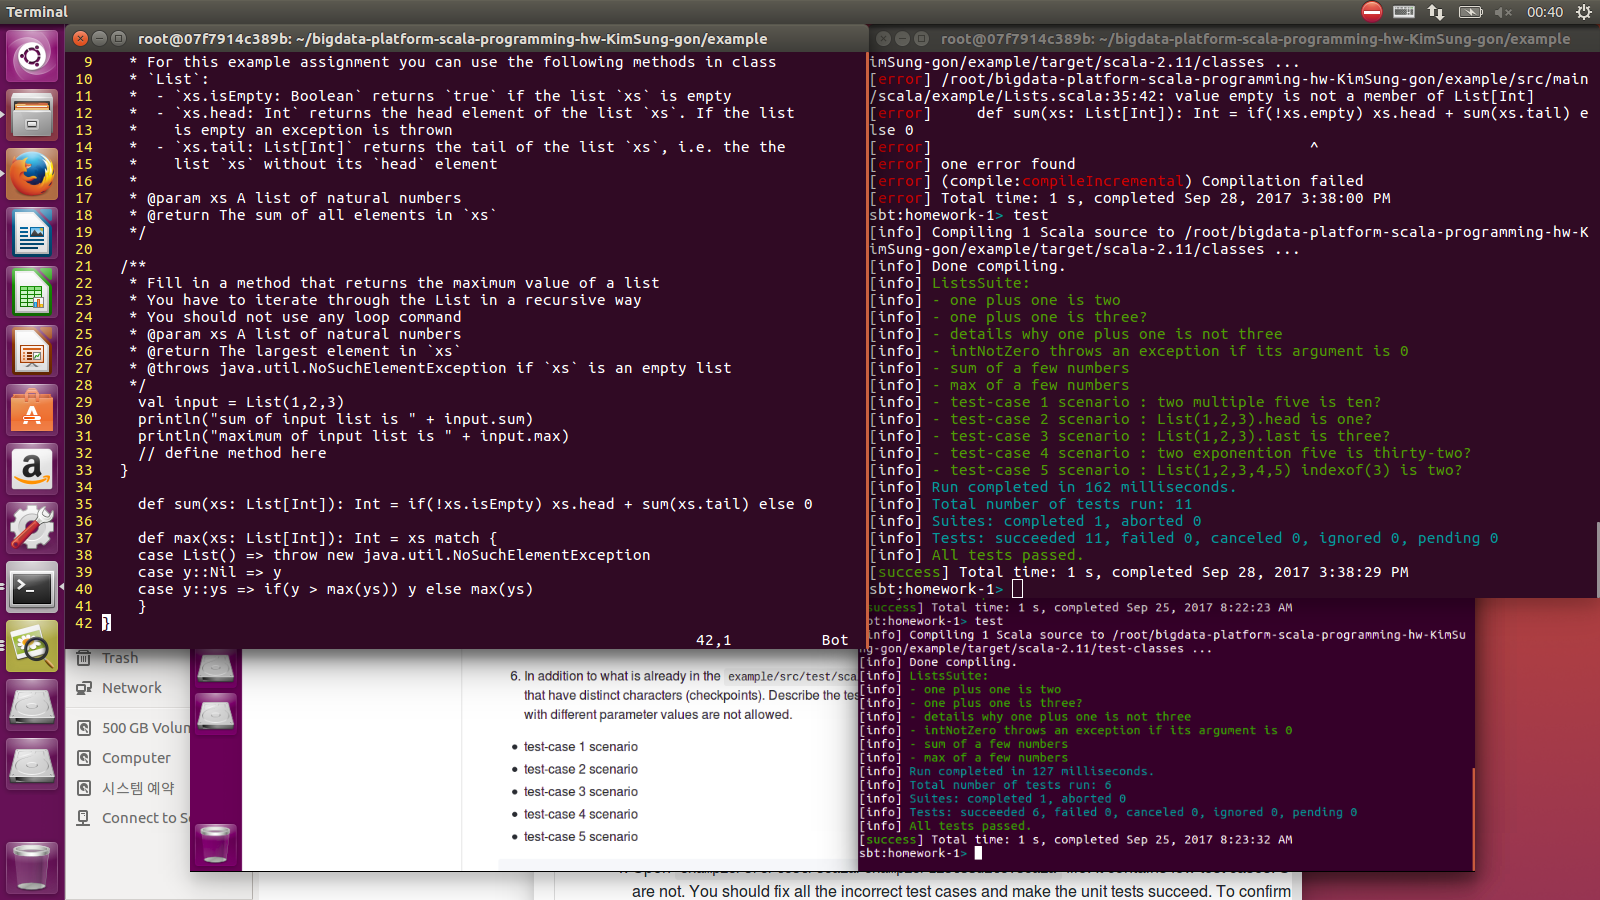 Terminal
00:40
root@07f7914c389b: ~/bigdata-platform-scala-programming-hw-KimSung-gon/example
9 * For this example assignment you can use the following methods in class
10 * `List`:
11 * - `xs.isEmpty: Boolean` returns `true` if the list `xs` is empty
12 * - `xs.head: Int` returns the head element of the list `xs`. If the list
13 * is empty an exception is thrown
14 * - `xs.tail: List[Int]` returns the tail of the list `xs`, i.e. the the
15 * list `xs` without its `head` element
16 *
17 * @param xs A list of natural numbers
18 * @return The sum of all elements in `xs`
19 */
20
21 /**
22 * Fill in a method that returns the maximum value of a list
23 * You have to iterate through the List in a recursive way
24 * You should not use any loop command
25 * @param xs A list of natural numbers
26 * @return The largest element in `xs`
27 * @throws java.util.NoSuchElementException if `xs` is an empty list
28 */
29 val input = List(1,2,3)
30 println("sum of input list is " + input.sum)
31 println("maximum of input list is " + input.max)
32 // define method here
33 }
34
35 def sum(xs: List[Int]): Int = if(!xs.isEmpty) xs.head + sum(xs.tail) else 0
36
37 def max(xs: List[Int]): Int = xs match {
38 case List() => throw new java.util.NoSuchElementException
39 case y::Nil => y
40 case y::ys => if(y > max(ys)) y else max(ys)
41 }
42 }
42,1 Bot
root@07f7914c389b: ~/bigdata-platform-scala-programming-hw-KimSung-gon/example
imSung-gon/example/target/scala-2.11/classes ...
[error] /root/bigdata-platform-scala-programming-hw-KimSung-gon/example/src/main
/scala/example/Lists.scala:35:42: value empty is not a member of List[Int]
[error] def sum(xs: List[Int]): Int = if(!xs.empty) xs.head + sum(xs.tail) e
lse 0
[error] ^
[error] one error found
[error] (compile:compileIncremental) Compilation failed
[error] Total time: 1 s, completed Sep 28, 2017 3:38:00 PM
sbt:homework-1> test
[info] Compiling 1 Scala source to /root/bigdata-platform-scala-programming-hw-K
imSung-gon/example/target/scala-2.11/classes ...
[info] Done compiling.
[info] ListsSuite:
[info] - one plus one is two
[info] - one plus one is three?
[info] - details why one plus one is not three
[info] - intNotZero throws an exception if its argument is 0
[info] - sum of a few numbers
[info] - max of a few numbers
[info] - test-case 1 scenario : two multiple five is ten?
[info] - test-case 2 scenario : List(1,2,3).head is one?
[info] - test-case 3 scenario : List(1,2,3).last is three?
[info] - test-case 4 scenario : two exponention five is thirty-two?
[info] - test-case 5 scenario : List(1,2,3,4,5) indexof(3) is two?
[info] Run completed in 162 milliseconds.
[info] Total number of tests run: 11
[info] Suites: completed 1, aborted 0
[info] Tests: succeeded 11, failed 0, canceled 0, ignored 0, pending 0
[info] All tests passed.
[success] Total time: 1 s, completed Sep 28, 2017 3:38:29 PM
sbt:homework-1>
Trash
Network
500 GB Volun
Computer
시스템 예약
Connect to Se
6. In addition to what is already in the example/src/test/sca
that have distinct characters (checkpoints). Describe the tes
with different parameter values are not allowed.
• test-case 1 scenario
• test-case 2 scenario
• test-case 3 scenario
• test-case 4 scenario
• test-case 5 scenario
success] Total time: 1 s, completed Sep 25, 2017 8:22:23 AM
bt:homework-1> test
info] Compiling 1 Scala source to /root/bigdata-platform-scala-programming-hw-KimSu
ng-gon/example/target/scala-2.11/test-classes ...
[info] Done compiling.
[info] ListsSuite:
[info] - one plus one is two
[info] - one plus one is three?
[info] - details why one plus one is not three
[info] - intNotZero throws an exception if its argument is 0
[info] - sum of a few numbers
[info] - max of a few numbers
[info] Run completed in 127 milliseconds.
[info] Total number of tests run: 6
[info] Suites: completed 1, aborted 0
[info] Tests: succeeded 6, failed 0, canceled 0, ignored 0, pending 0
[info] All tests passed.
[success] Total time: 1 s, completed Sep 25, 2017 8:23:32 AM
sbt:homework-1>
are not. You should fix all the incorrect test cases and make the unit tests succeed. To confirm